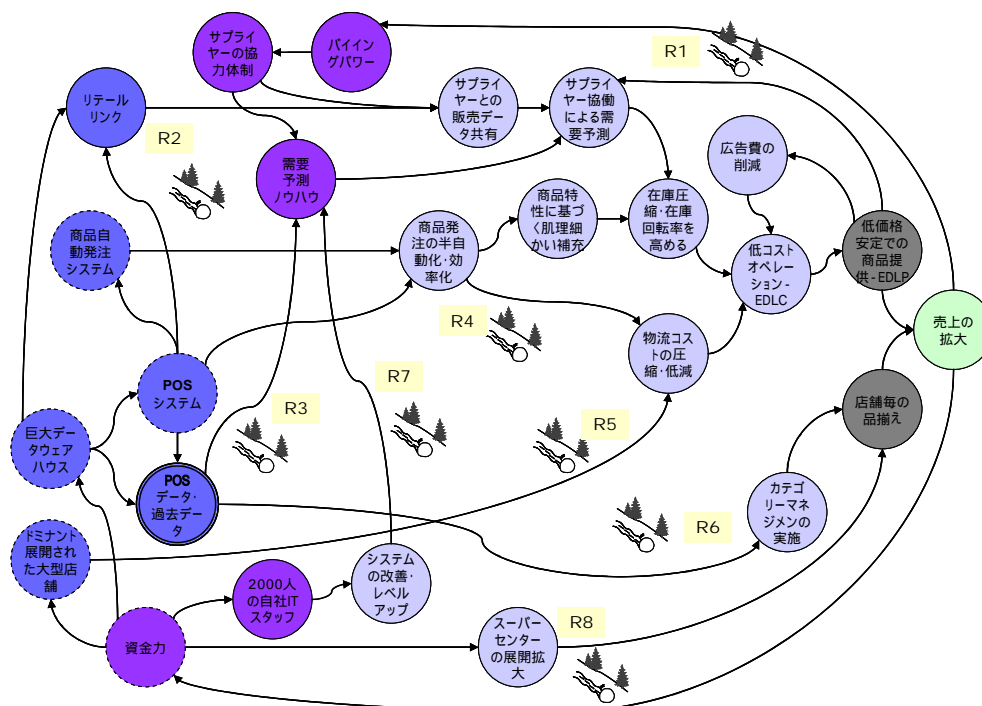 サプライ
ヤーの協
力体制
バイイン
グパワー
R1
リテール
リンク
サプライ
ヤーとの
販売デー
タ共有
サプライ
ヤー協働
による需
要予測
R2
需要
予測
ノウハウ
広告費の
削減
商品自
動発注
システム
商品発
注の半自
動化・効
率化
商品特
性に基づ
く肌理細
かい補充
在庫圧
縮・在庫
回転率を
高める
低コスト
オペレー
ション-
EDLC
低価格
安定での
商品提
供-EDLP
売上の
拡大
R4
物流コス
トの圧
縮・低減
R7
POS
システム
R3
R5
店舗毎の
品揃え
巨大デー
タウェア
ハウス
POS
データ・
過去デー
タ
R6
カテゴ
リーマネ
ジメンの
実施
ドミナント
展開され
た大型店
舗
2000人
の自社IT
スタッフ
システム
の改善・
レベル
アップ
資金力
スーパー
センター
の展開拡
大
R8